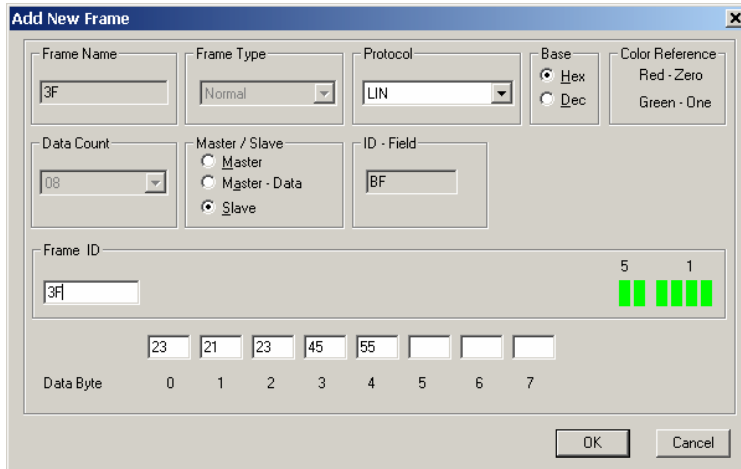 Add New Frame
Frame Name
3F
Frame Type
Normal
Protocol
LIN
Base
Hex
Dec
Color Reference
Red - Zero
Green - One
Data Count
08
Master / Slave
Master
Master - Data
Slave
ID - Field
BF
Frame ID
3F
5 1
23 21 23 45 55
Data Byte 0 1 2 3 4 5 6 7
OK Cancel